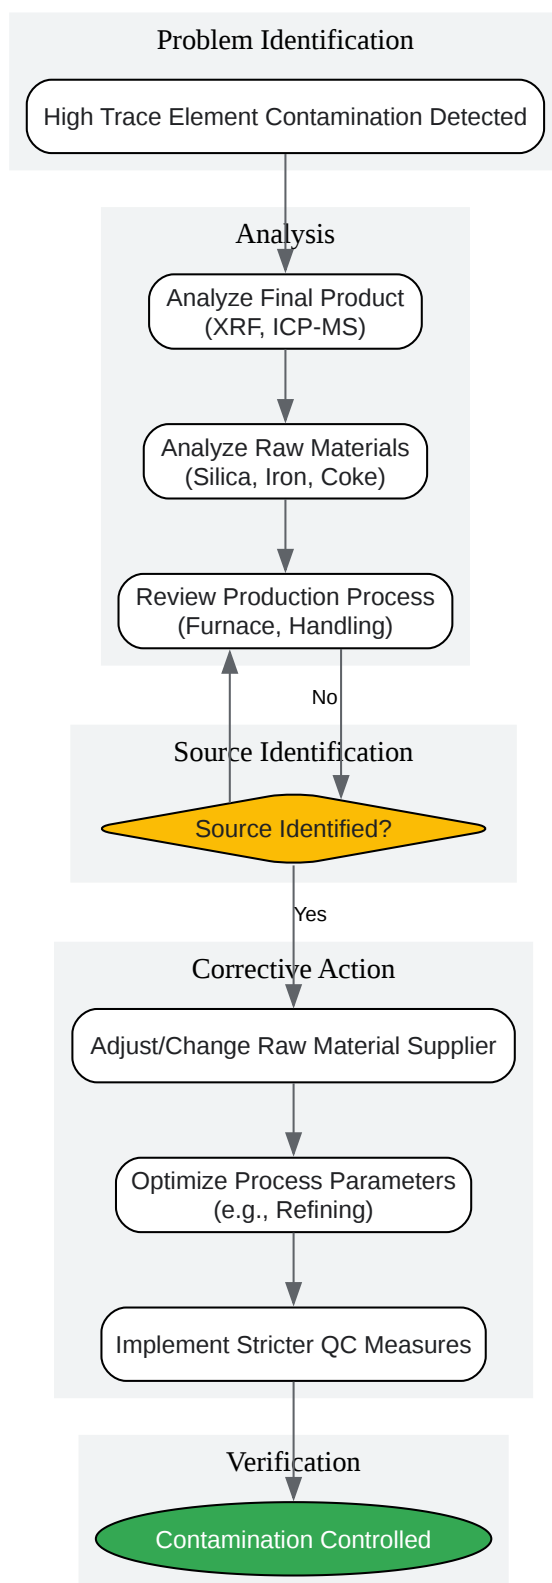 Problem Identification
High Trace Element Contamination Detected
Analysis
Analyze Final Product
(XRF, ICP-MS)
Analyze Raw Materials
(Silica, Iron, Coke)
Review Production Process
(Furnace, Handling)
No
Source Identification
Source Identified?
Yes
Corrective Action
Adjust/Change Raw Material Supplier
Optimize Process Parameters
(e.g., Refining)
Implement Stricter QC Measures
Verification
Contamination Controlled